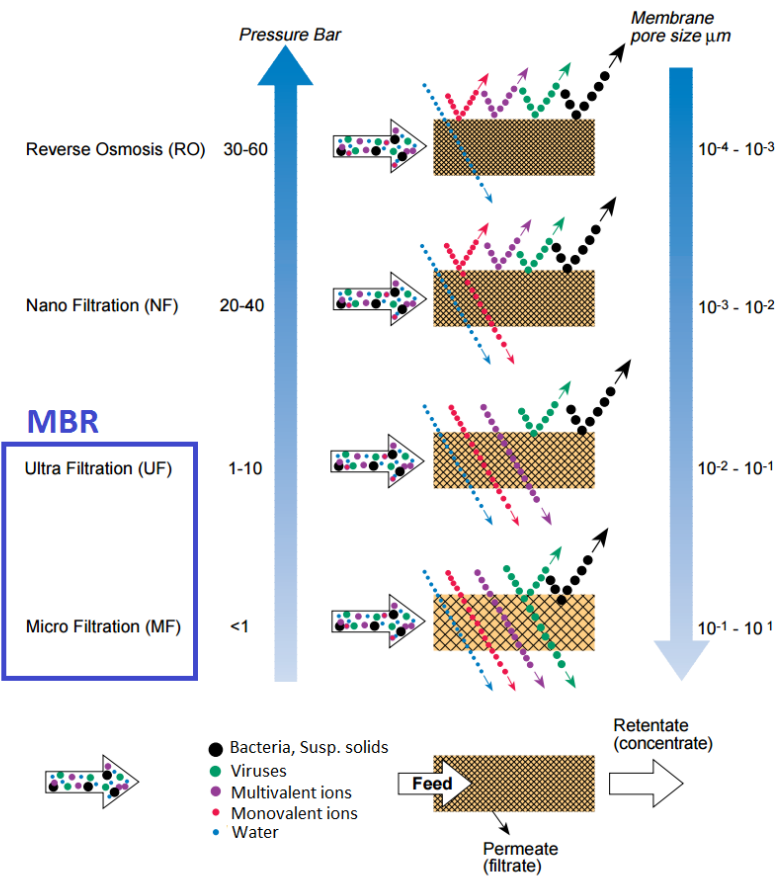 Pressure Bar
Membrane
pore size μm
Reverse Osmosis (RO) 30-60 10-4 - 10-3
Nano Filtration (NF) 20-40 10-3 - 10-2
MBR
Ultra Filtration (UF) 1-10 10-2 - 10-1
Micro Filtration (MF) <1 10-1 - 10 1
Bacteria, Susp. solids
Viruses
Multivalent ions
Monovalent ions
Water
Feed
Permeate
(filtrate)
Retentate
(concentrate)